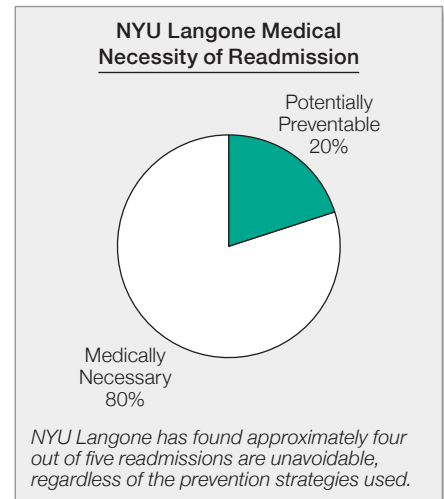 NYU Langone Medical
Necessity of Readmission
Potentially
Preventable
20%
Medically
Necessary
80%
NYU Langone has found approximately four
out of five readmissions are unavoidable,
regardless of the prevention strategies used.